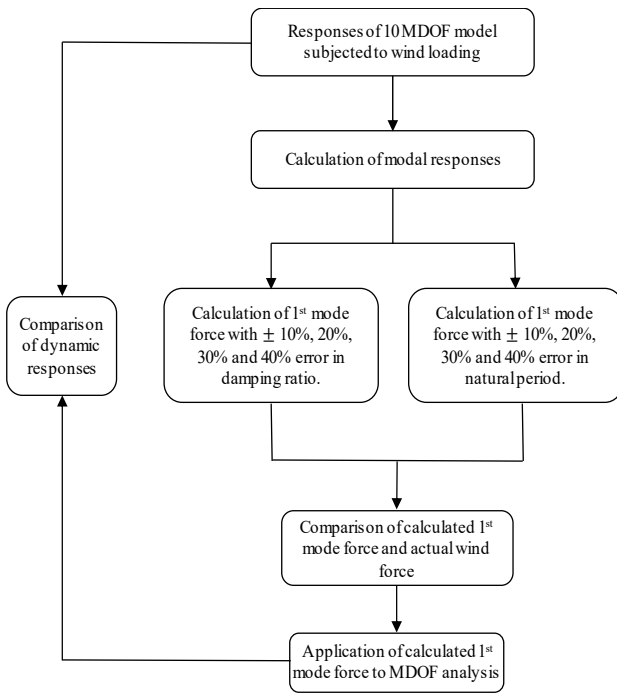 Responses of 10 MDOF model
subjected to wind loading
Calculation of modal responses
Calculation of 1st mode
force with ± 10%, 20%,
30% and 40% error in
damping ratio.
Calculation of 1st mode
force with ± 10%, 20%,
30% and 40% error in
natural period.
Comparison
of dynamic
responses
Comparison of calculated 1st
mode force and actual wind
force
Application of calculated 1st
mode force to MDOF analysis